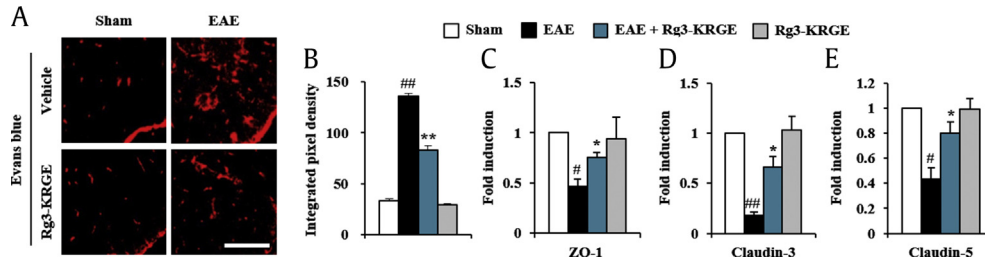 A
Sham EAE
Evans blue
Vehicle
Rg3-KRGE
Sham EAE EAE + Rg3-KRGE Rg3-KRGE
B
Integrated pixel density
150
100
50
0
##
**
C
Fold induction
1.5
1
0.5
0
#
*
ZO-1
D
Fold induction
1.5
1
0.5
0
##
*
Claudin-3
E
Fold induction
1.2
1
0.8
0.6
0.4
0.2
0
#
*
Claudin-5